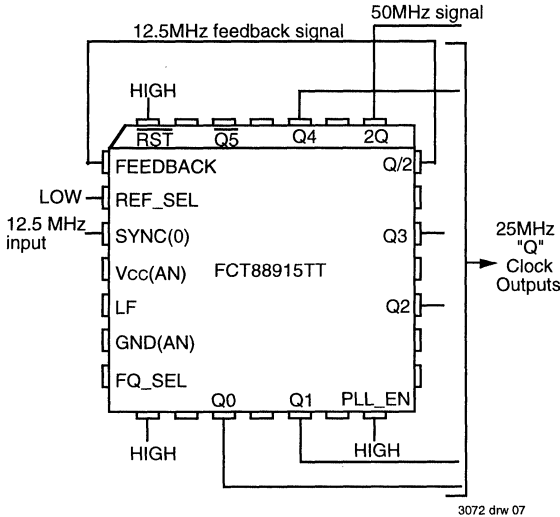 50MHz signal
12.5MHz feedback signal
HIGH
RST Q5 Q4 2Q
FEEDBACK Q/2
LOW REF_SEL
12.5 MHz
input
SYNC(0) Q3
25MHz
"Q"
Clock
Outputs
VCC(AN) FCT88915TT
LF Q2
GND(AN)
FQ_SEL
Q0 Q1 PLL_EN
HIGH HIGH
3072 drw 07